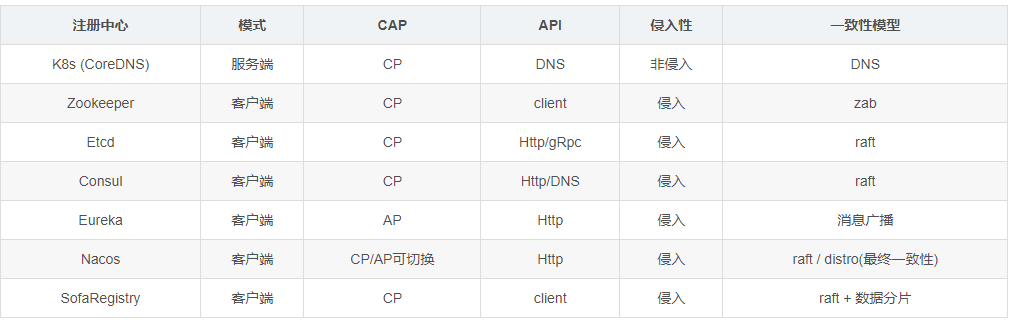 注册中心 模式 CAP API 侵入性 一致性模型
K8s (CoreDNS) 服务端 CP DNS 非侵入 DNS
Zookeeper 客户端 CP client 侵入 zab
Etcd 客户端 CP Http/gRpc 侵入 raft
Consul 客户端 CP Http/DNS 侵入 raft
Eureka 客户端 AP Http 侵入 消息广播
Nacos 客户端 CP/AP可切换 Http 侵入 raft / distro(最终一致性)
SofaRegistry 客户端 CP client 侵入 raft + 数据分片